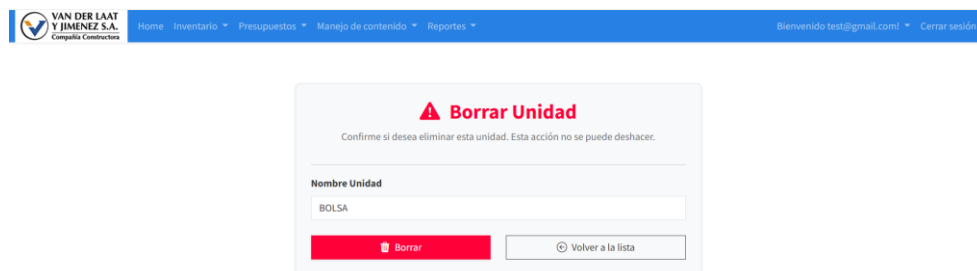 VAN DER LAAT
Y JIMENEZ S.A.
Compañía Constructora
Home Inventario Presupuestos Manejo de contenido Reportes Bienvenido test@gmail.com! Cerrar sesión
Borrar Unidad
Confirme si desea eliminar esta unidad. Esta acción no se puede deshacer.
Nombre Unidad
BOLSA
Borrar Volver a la lista